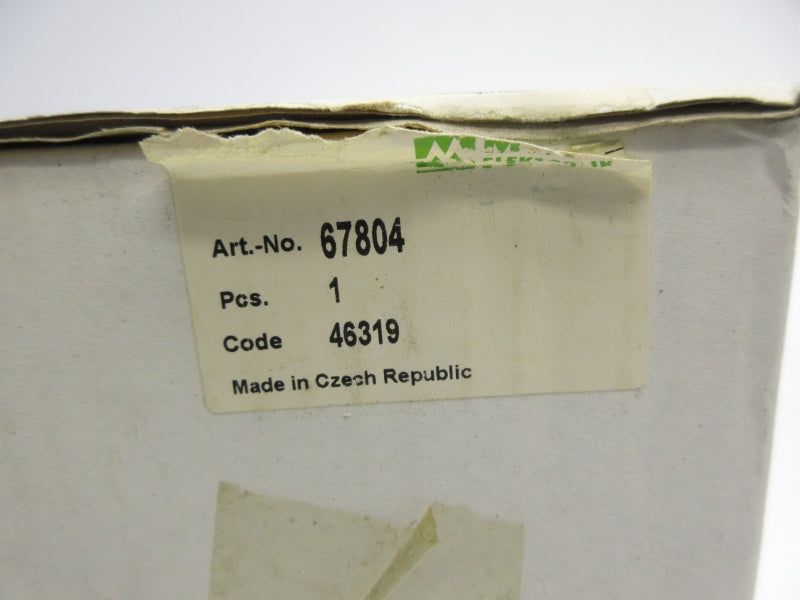 Art.-No. 67804
Pcs. 1
Code 46319
Made in Czech Republic